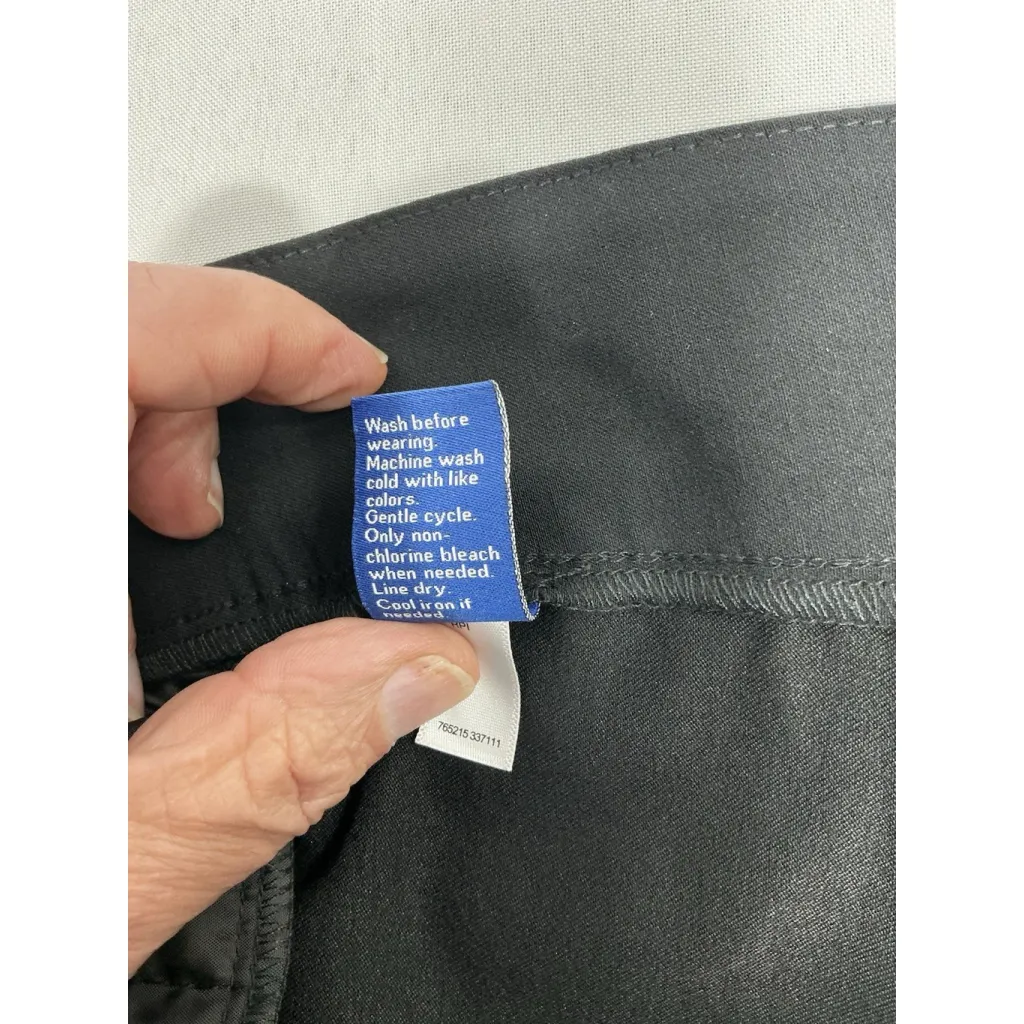 Wash before
wearing.
Machine wash
cold with like
colors.
Gentle cycle.
Only non-
chlorine bleach
when needed.
Line dry.
Cool iron if
needed.
765215 337111